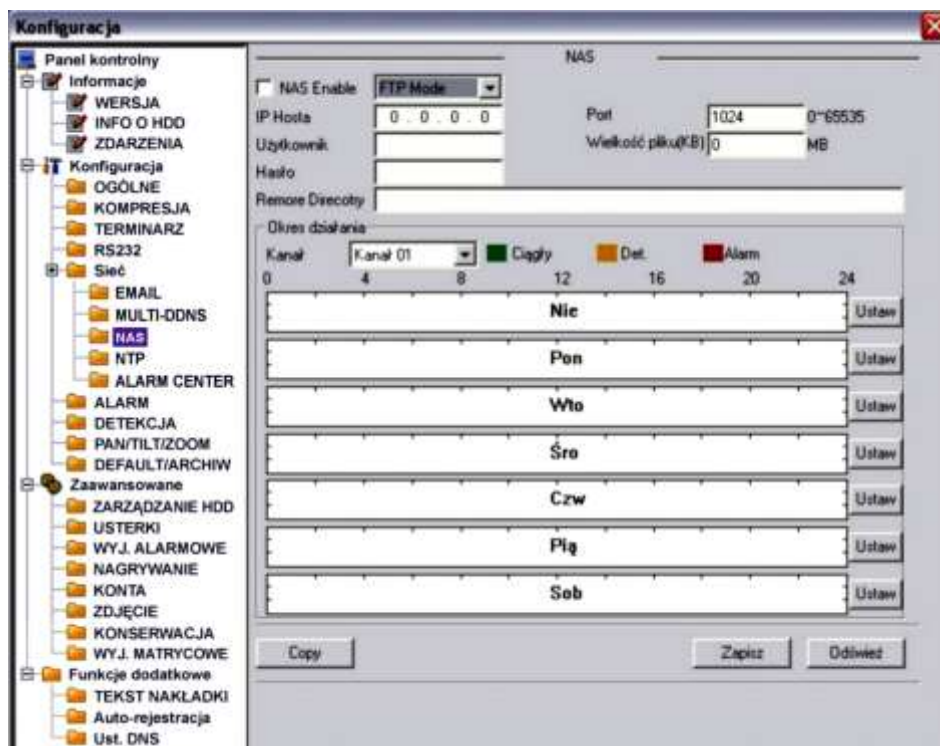 Konfiguracja
Panel kontrolny
Informacje
WERSJA
INFO O HDD
ZDARZENIA
Konfiguracja
OGÓLNE
KOMPRESJA
TERMINARZ
RS232
Sieć
EMAIL
MULTI-DDNS
NAS
NTP
ALARM CENTER
ALARM
DETEKCJA
PAN/TILT/ZOOM
DEFAULT/ARCHIW
Zaawansowane
ZARZĄDZANIE HDD
USTERKI
WYJ. ALARMOWE
NAGRYWANIE
KONTA
ZDJĘCIE
KONSERWACJA
WYJ. MATRYCOWE
Funkcje dodatkowe
TEKST NAKŁADKI
Auto-rejestracja
Ust. DNS
NAS
NAS Enable FTP Mode
IP Hosta 0 . 0 . 0 . 0 Port 1024 0~65535
Użytkownik Wielkość pliku(KB) 0 MB
Hasło
Remore Direcoty
Okres działania
Kanał Kanał 01 Ciągły Det. Alarm
0 4 8 12 16 20 24
Nie Ustaw
Pon Ustaw
Wto Ustaw
Śro Ustaw
Czw Ustaw
Pią Ustaw
Sob Ustaw
Copy Zapisz Odśwież